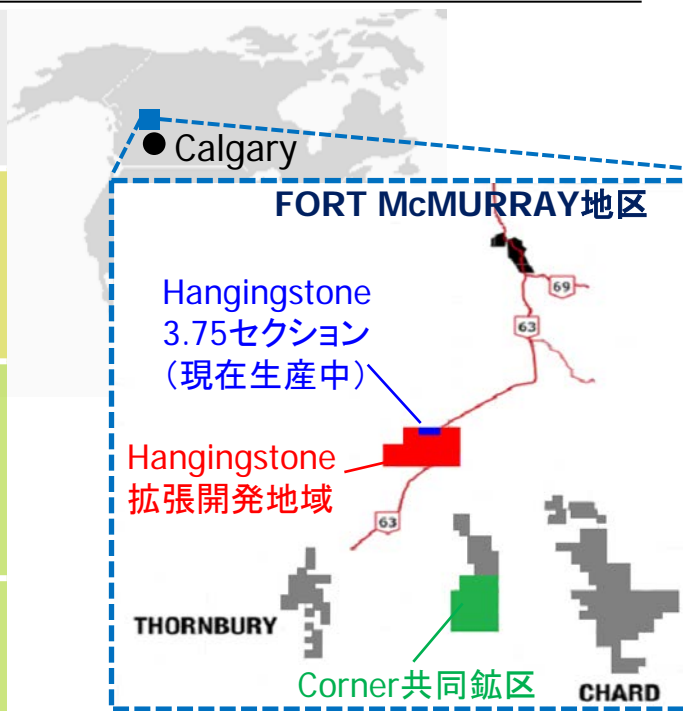 Calgary
FORT McMURRAY地区
69
63
Hangingstone
3.75セクション
（現在生産中）
Hangingstone
拡張開発地域
63
THORNBURY
Corner共同鉱区
CHARD